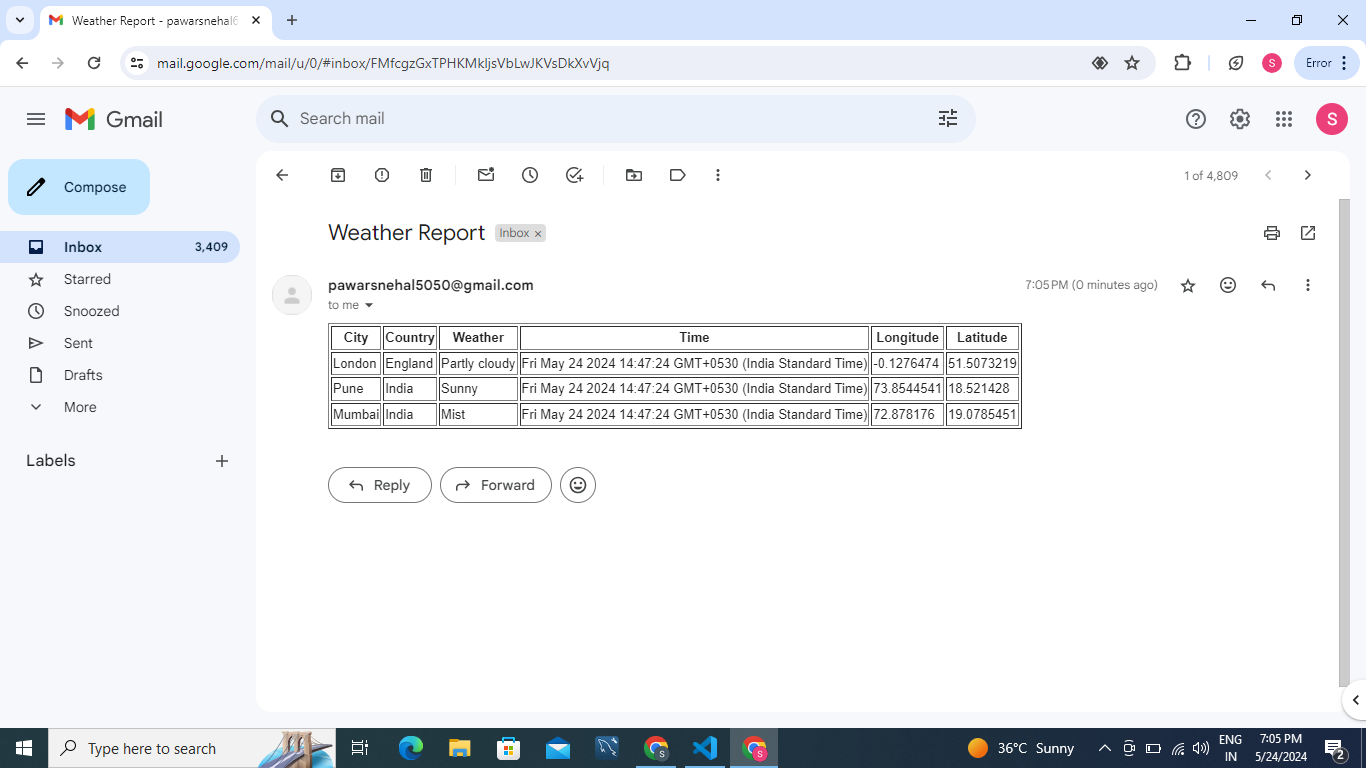 Weather Report - pawarsnehal6
mail.google.com/mail/u/0/#inbox/FMfcgzGxTPHKMkljsVbLwJKVsDkXvVjq
S
Error
Gmail
Search mail
S
Compose
1 of 4,809
Inbox 3,409
Starred
Snoozed
Sent
Drafts
More
Labels
Weather Report Inbox ×
pawarsnehal5050@gmail.com 7:05 PM (0 minutes ago)
to me
City Country Weather Time Longitude Latitude
London England Partly cloudy Fri May 24 2024 14:47:24 GMT+0530 (India Standard Time) -0.1276474 51.5073219
Pune India Sunny Fri May 24 2024 14:47:24 GMT+0530 (India Standard Time) 73.8544541 18.521428
Mumbai India Mist Fri May 24 2024 14:47:24 GMT+0530 (India Standard Time) 72.878176 19.0785451
Reply Forward
Type here to search
S
S
36°C Sunny
ENG
IN
7:05 PM
5/24/2024
2